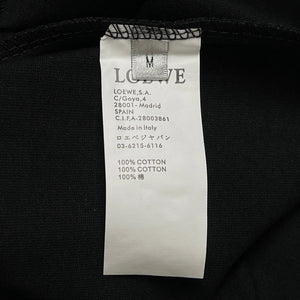 M
LOEWE
LOEWE,S.A.
C/Goya,4
28001-Madrid
SPAIN
C.I.F.A-28003861
Made in Italy
ロエベジャパン
03-6215-6116
100% COTTON
100% COTTON
100% 棉